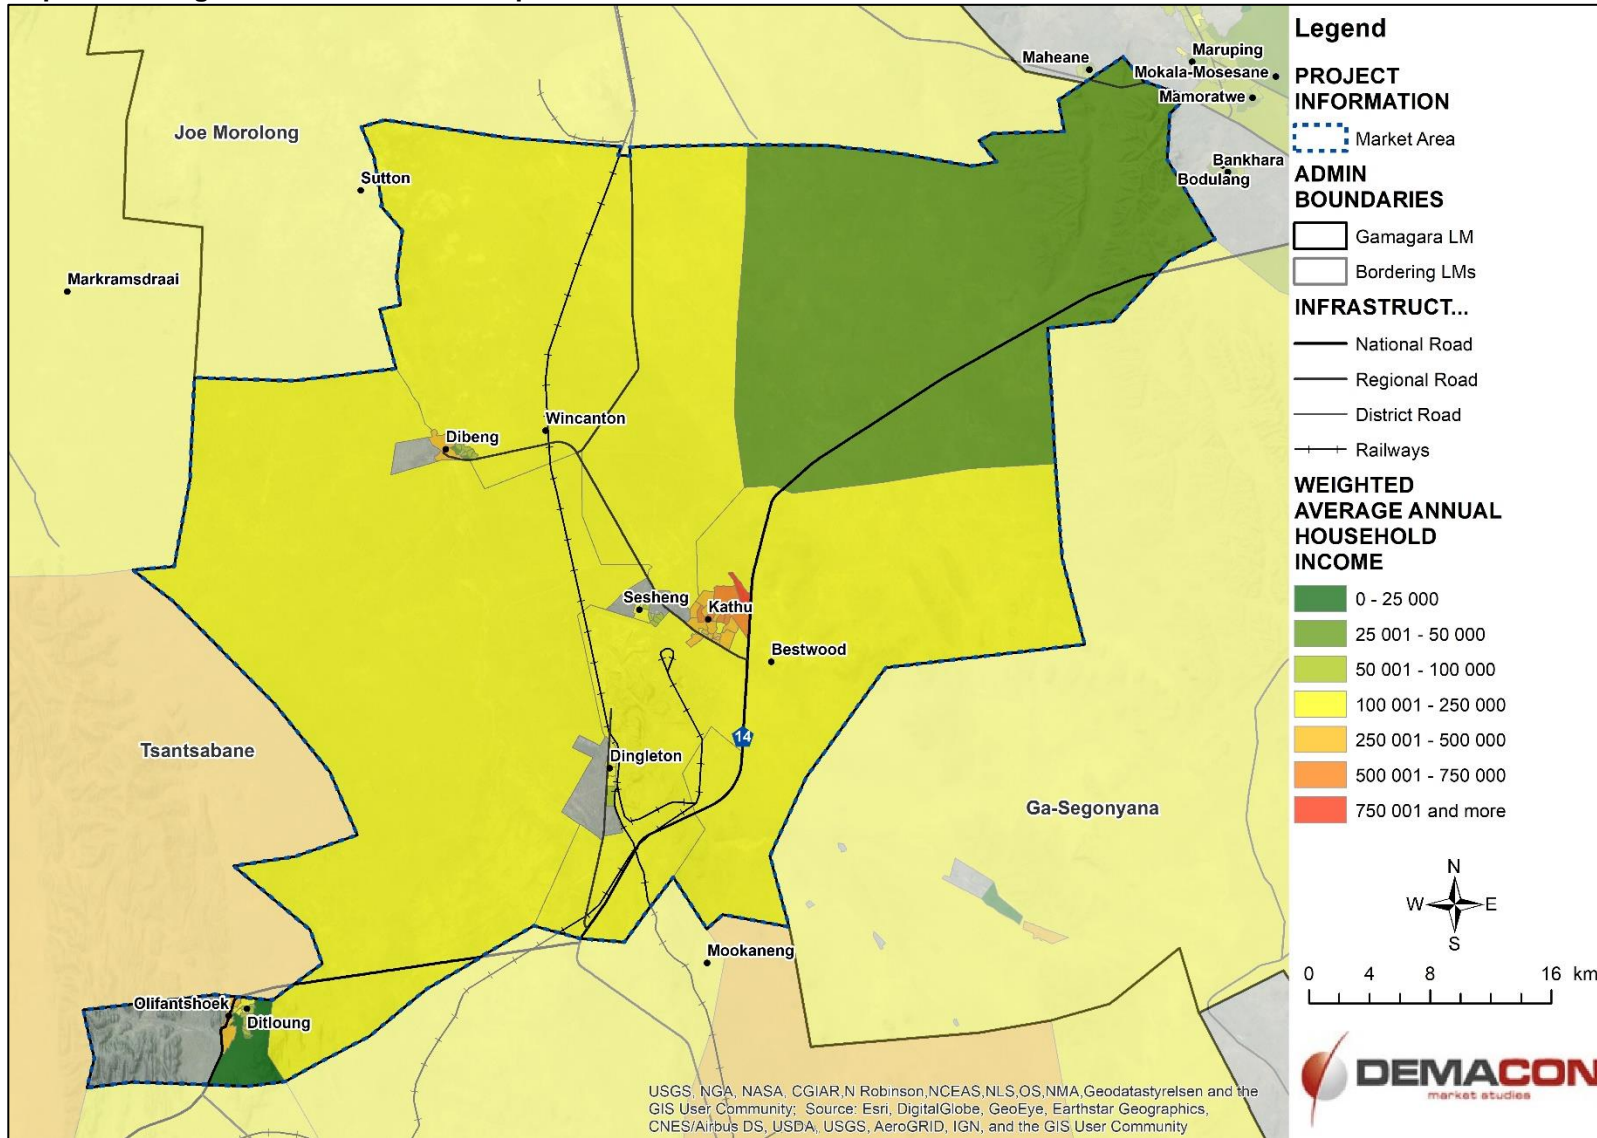 Joe Morolong
Sutton
Markramsdraai
Maheane
Maruping
Mokala-Mosesane
Mamoratwe
Bankhara
Bodulang
Wincanton
Dibeng
Sesheng
Kathu
Bestwood
14
Dingleton
Tsantsabane
Ga-Segonyana
Mookaneng
Olifantshoek
Ditloung
USGS, NGA, NASA, CGIAR,N Robinson,NCEAS,NLS,OS,NMA,Geodatastyrelsen and the
GIS User Community; Source: Esri, DigitalGlobe, GeoEye, Earthstar Geographics,
CNES/Airbus DS, USDA, USGS, AeroGRID, IGN, and the GIS User Community
Legend
PROJECT
INFORMATION
Market Area
ADMIN
BOUNDARIES
Gamagara LM
Bordering LMs
INFRASTRUCT...
National Road
Regional Road
District Road
Railways
WEIGHTED
AVERAGE ANNUAL
HOUSEHOLD
INCOME
0 - 25 000
25 001 - 50 000
50 001 - 100 000
100 001 - 250 000
250 001 - 500 000
500 001 - 750 000
750 001 and more
N
W E
S
0 4 8 16 km
DEMACON
market studies